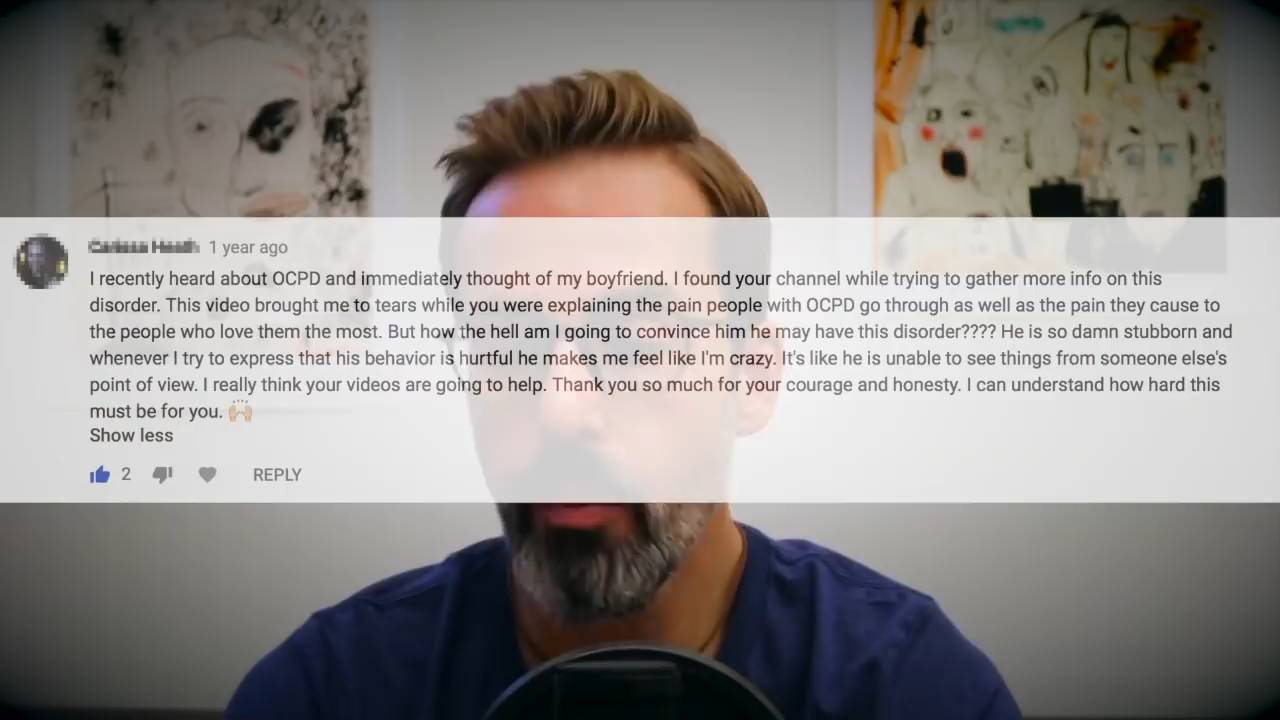 1 year ago
I recently heard about OCPD and immediately thought of my boyfriend. I found your channel while trying to gather more info on this
disorder. This video brought me to tears while you were explaining the pain people with OCPD go through as well as the pain they cause to
the people who love them the most. But how the hell am I going to convince him he may have this disorder???? He is so damn stubborn and
whenever I try to express that his behavior is hurtful he makes me feel like I'm crazy. It's like he is unable to see things from someone else's
point of view. I really think your videos are going to help. Thank you so much for your courage and honesty. I can understand how hard this
must be for you. 🙌🏼
Show less
2 REPLY